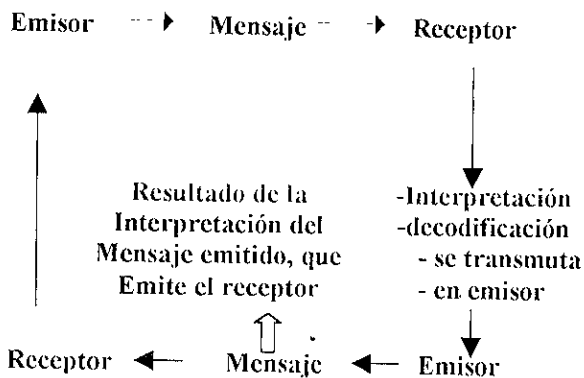 Emisor Mensaje Receptor
Resultado de la
Interpretación del
Mensaje emitido, que
Emite el receptor
-Interpretación
-decodificación
- se transmuta
- en emisor
Receptor Mensaje Emisor